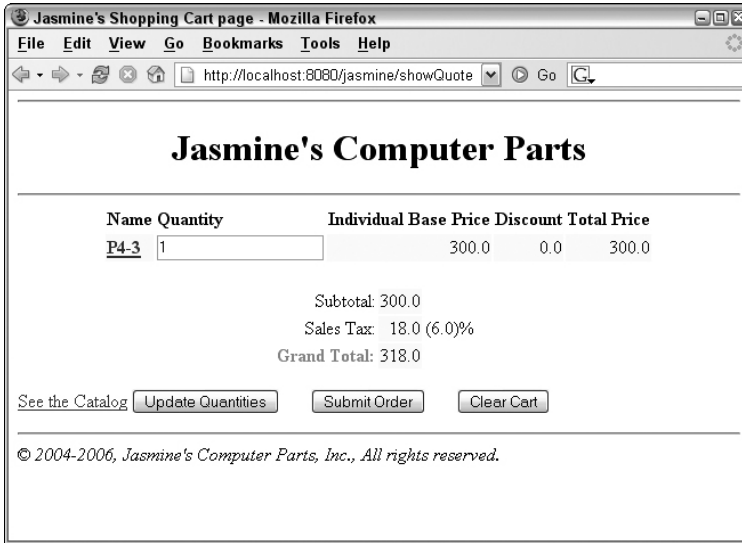 Jasmine's Shopping Cart page - Mozilla Firefox
File Edit View Go Bookmarks Tools Help
http://localhost:8080/jasmine/showQuote Go G
Jasmine's Computer Parts
Name Quantity Individual Base Price Discount Total Price
P4-3 1 300.0 0.0 300.0
Subtotal: 300.0
Sales Tax: 18.0 (6.0)%
Grand Total: 318.0
See the Catalog Update Quantities Submit Order Clear Cart
© 2004-2006, Jasmine's Computer Parts, Inc., All rights reserved.